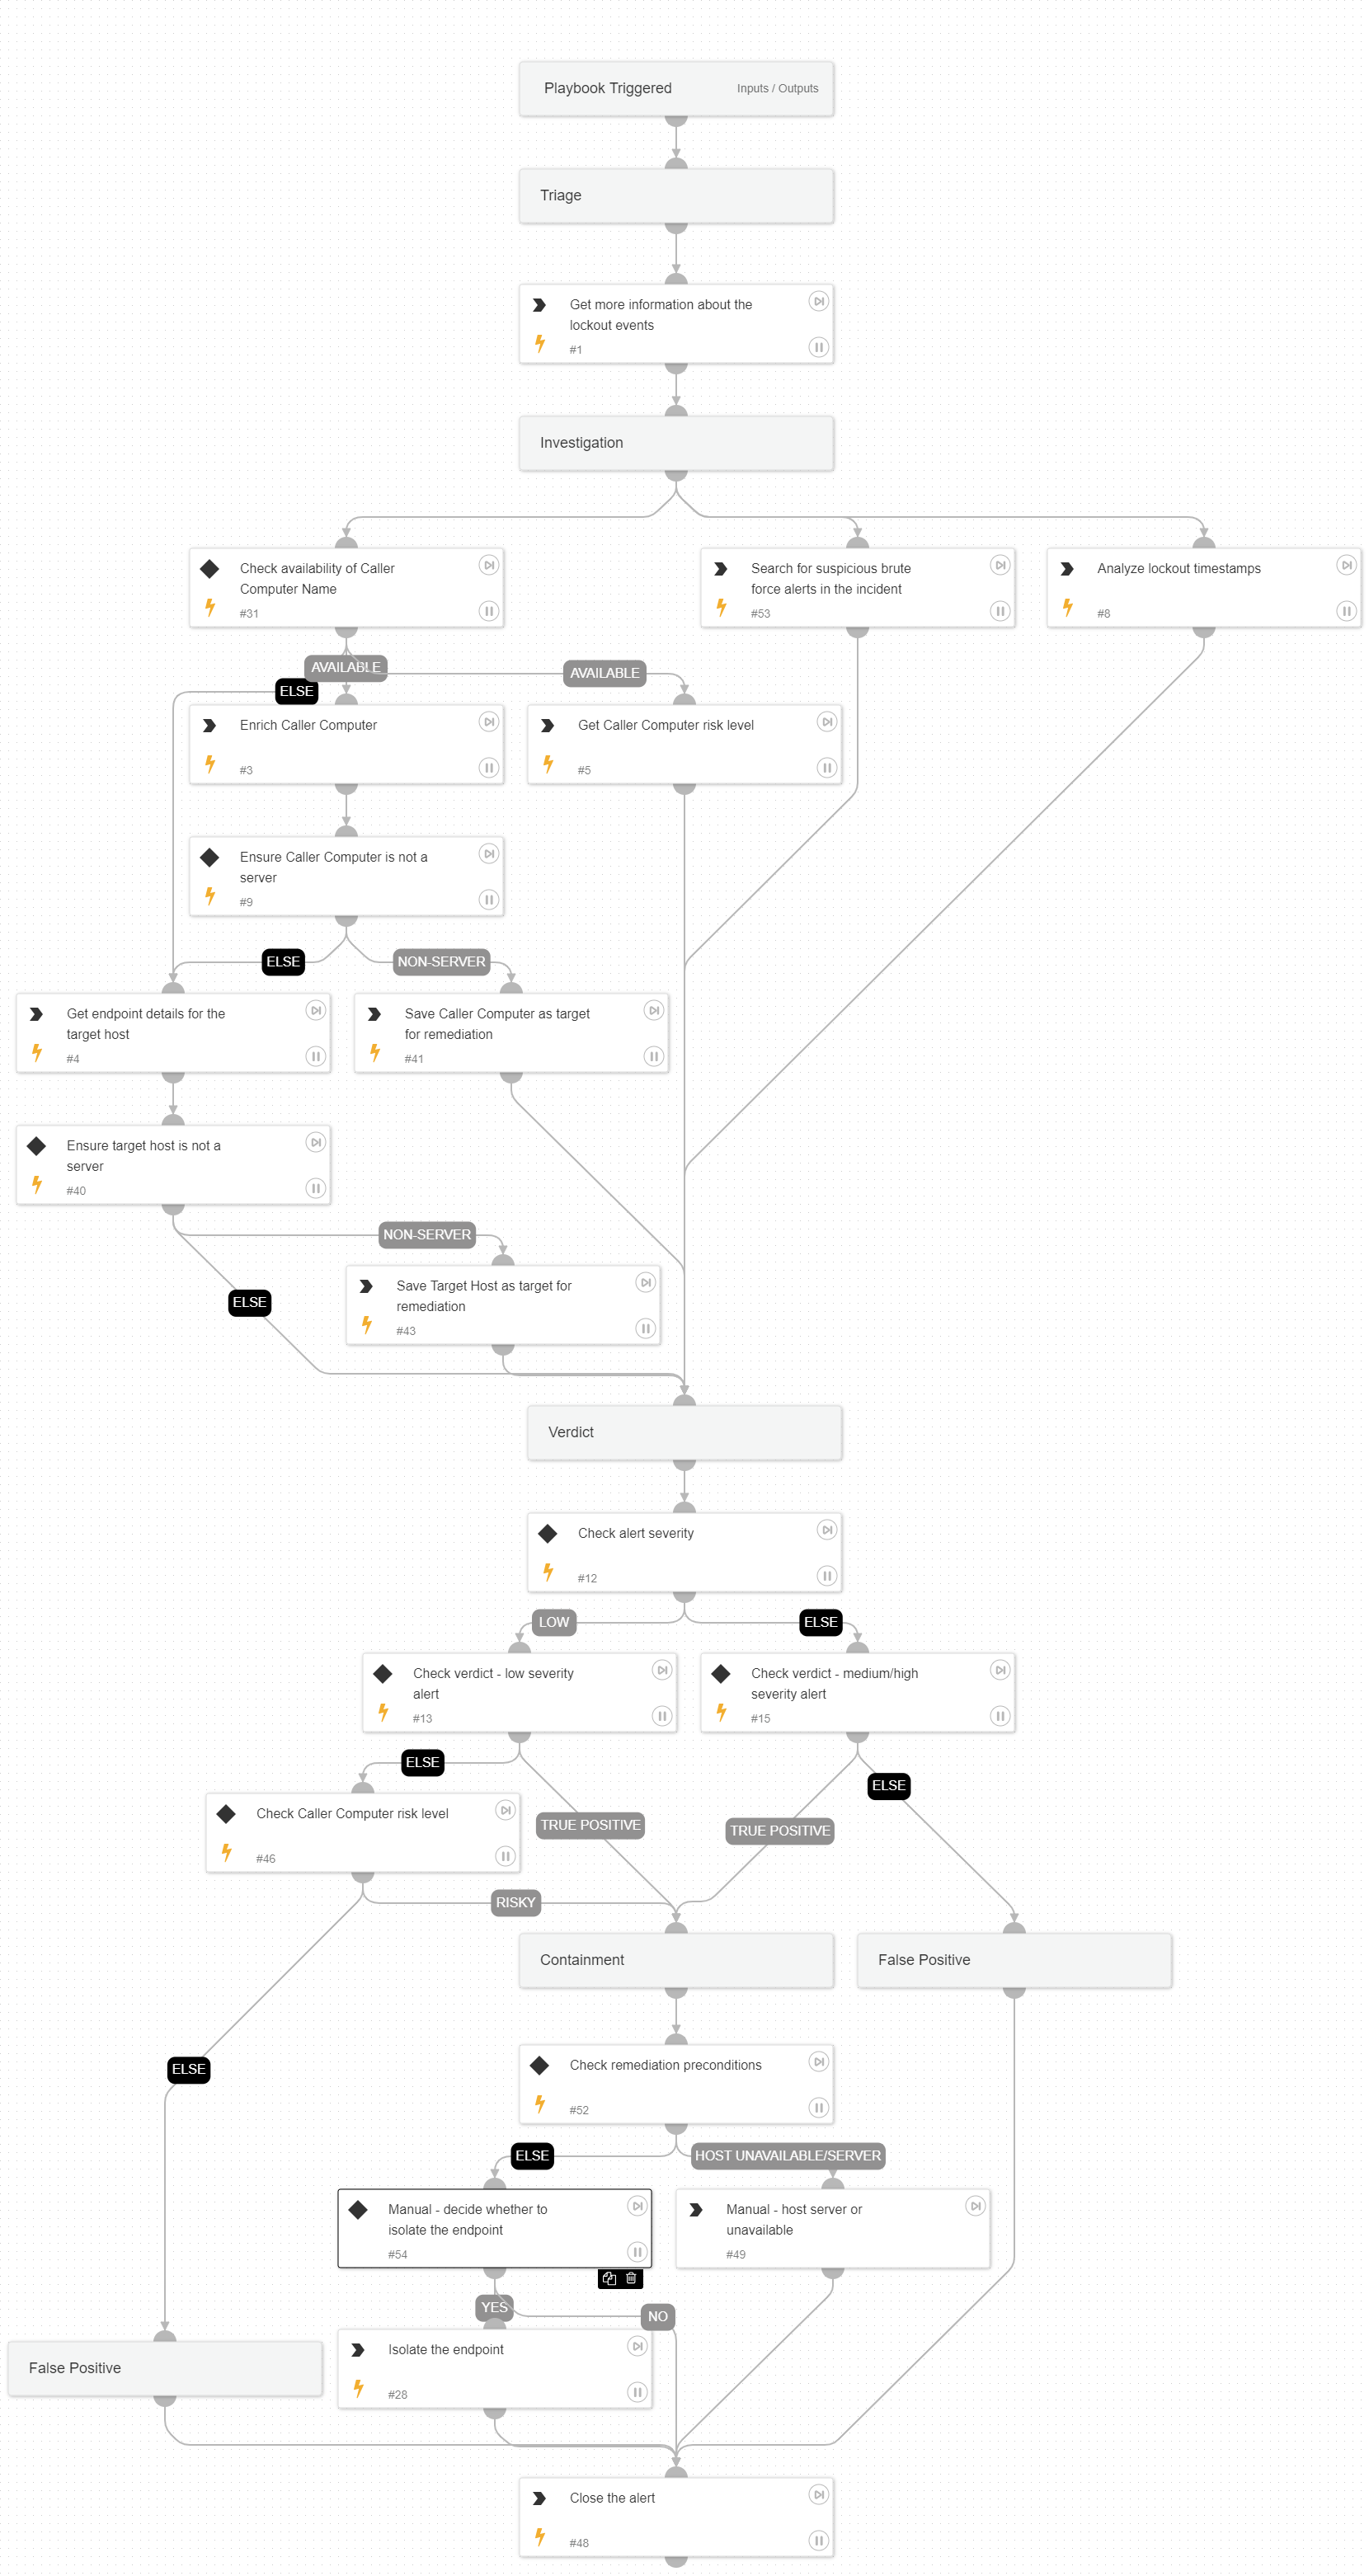 Playbook Triggered
Inputs / Outputs
Triage
Get more information about the
lockout events
#1
Investigation
Check availability of Caller
Computer Name
#31
Search for suspicious brute
force alerts in the incident
#53
Analyze lockout timestamps
#8
AVAILABLE
AVAILABLE
ELSE
Enrich Caller Computer
#3
Get Caller Computer risk level
#5
Ensure Caller Computer is not a
server
#9
ELSE
NON-SERVER
Get endpoint details for the
target host
#4
Save Caller Computer as target
for remediation
#41
Ensure target host is not a
server
#40
NON-SERVER
Save Target Host as target for
remediation
#43
ELSE
Verdict
Check alert severity
#12
LOW
ELSE
Check verdict - low severity
alert
#13
Check verdict - medium/high
severity alert
#15
ELSE
ELSE
Check Caller Computer risk level
#46
TRUE POSITIVE
TRUE POSITIVE
RISKY
Containment
False Positive
Check remediation preconditions
#52
ELSE
ELSE
HOST UNAVAILABLE/SERVER
Manual - decide whether to
isolate the endpoint
#54
Manual - host server or
unavailable
#49
YES
NO
Isolate the endpoint
#28
False Positive
Close the alert
#48